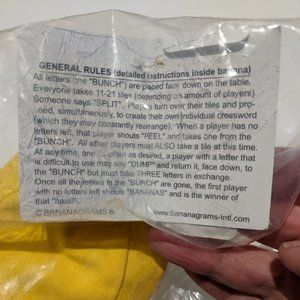 GENERAL RULES (detailed instructions inside banana)
All letters (the "BUNCH") are placed face down on the table.
Everyone takes 11-21 tiles (depending on amount of players).
Someone says "SPLIT". Players turn over their tiles and pro-
ceed, simultaneously, to create their own individual crossword
(which they may constantly rearrange). When a player has no
letters left, that player shouts "PEEL" and takes one from the
"BUNCH". All other players must ALSO take a tile at this time.
At any time, and as often as desired, a player with a letter that
is difficult to use may say "DUMP" and return it, face down, to
the "BUNCH" but must take THREE letters in exchange.
Once all the letters in the "BUNCH" are gone, the first player
with no letters left shouts "BANANAS" and is the winner of
that "hand".
© BANANAGRAMS ® www.bananagrams-intl.com